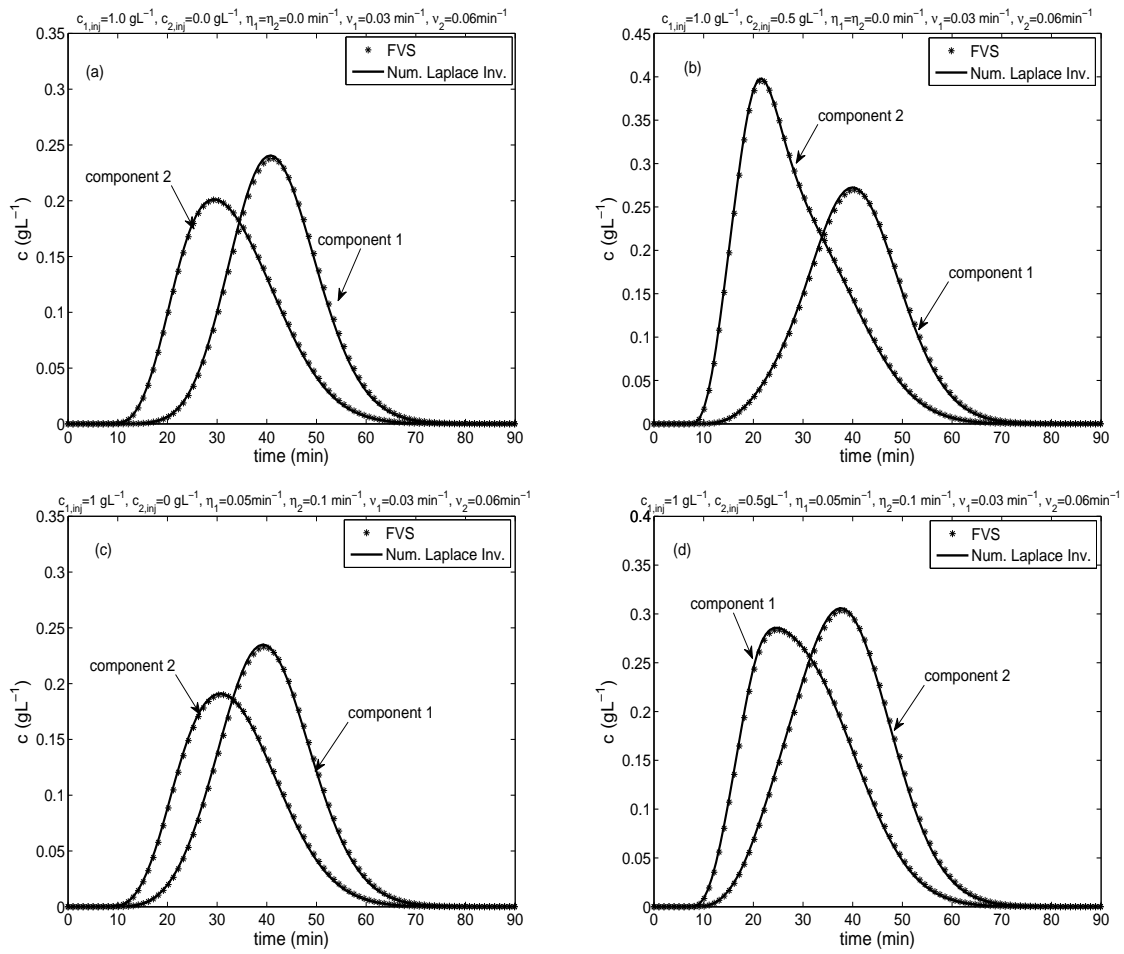 c1,inj=1.0 gL−1, c2,inj=0.0 gL−1, η1=η2=0.0 min−1, ν1=0.03 min−1, ν2=0.06min−1
0.35
0.3
0.25
0.2
0.15
0.1
0.05
0
c (gL−1)
(a)
FVS
Num. Laplace Inv.
component 2
component 1
0 10 20 30 40 50 60 70 80 90
time (min)
c1,inj=1.0 gL−1, c2,inj=0.5 gL−1, η1=η2=0.0 min−1, ν1=0.03 min−1, ν2=0.06min−1
0.45
0.4
0.35
0.3
0.25
0.2
0.15
0.1
0.05
0
c (gL−1)
(b)
FVS
Num. Laplace Inv.
component 2
component 1
0 10 20 30 40 50 60 70 80 90
time (min)
c1,inj=1 gL−1, c2,inj=0 gL−1, η1=0.05min−1, η2=0.1 min−1, ν1=0.03 min−1, ν2=0.06min−1
0.35
0.3
0.25
0.2
0.15
0.1
0.05
0
c (gL−1)
(c)
FVS
Num. Laplace Inv.
component 2
component 1
0 10 20 30 40 50 60 70 80 90
time (min)
c1,inj=1 gL−1, c2,inj=0.5gL−1, η1=0.05min−1, η2=0.1 min−1, ν1=0.03 min−1, ν2=0.06min−1
0.4
0.35
0.3
0.25
0.2
0.15
0.1
0.05
0
c (gL−1)
(d)
FVS
Num. Laplace Inv.
component 1
component 2
0 10 20 30 40 50 60 70 80 90
time (min)